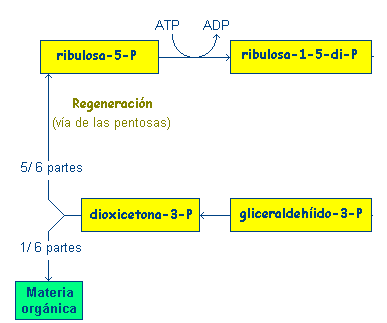 ATP ADP
ribulosa-5-P
ribulosa-1-5-di-P
Regeneración
(vía de las pentosas)
5/ 6 partes
dioxicetona-3-P
gliceraldehíido-3-P
1/ 6 partes
Materia
orgánica